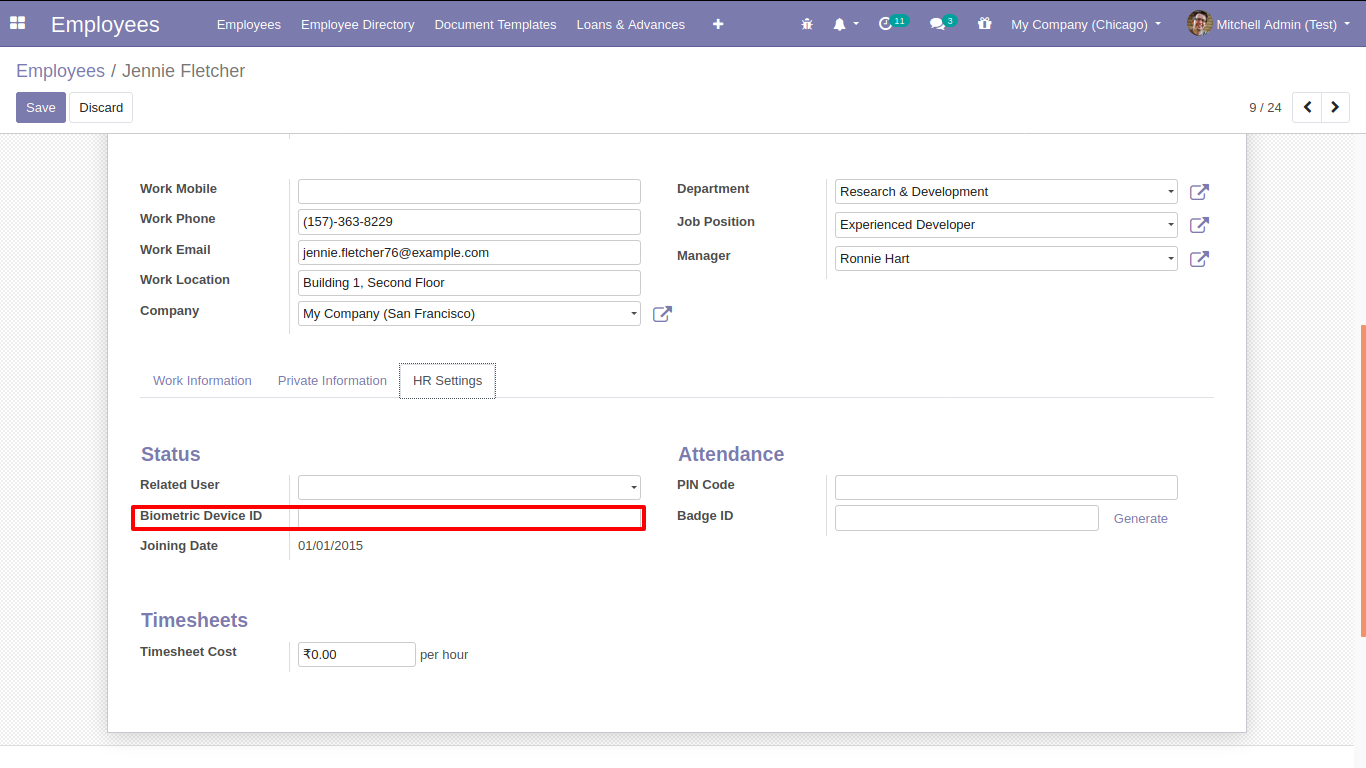 Employees Employees Employee Directory Document Templates Loans & Advances 11 3 My Company (Chicago) Mitchell Admin (Test)
Employees / Jennie Fletcher
Save Discard 9 / 24
Work Mobile
Work Phone (157)-363-8229
Work Email jennie.fletcher76@example.com
Work Location Building 1, Second Floor
Company My Company (San Francisco)
Department Research & Development
Job Position Experienced Developer
Manager Ronnie Hart
Work Information Private Information HR Settings
Status
Related User
Biometric Device ID
Joining Date 01/01/2015
Attendance
PIN Code
Badge ID Generate
Timesheets
Timesheet Cost ₹0.00 per hour